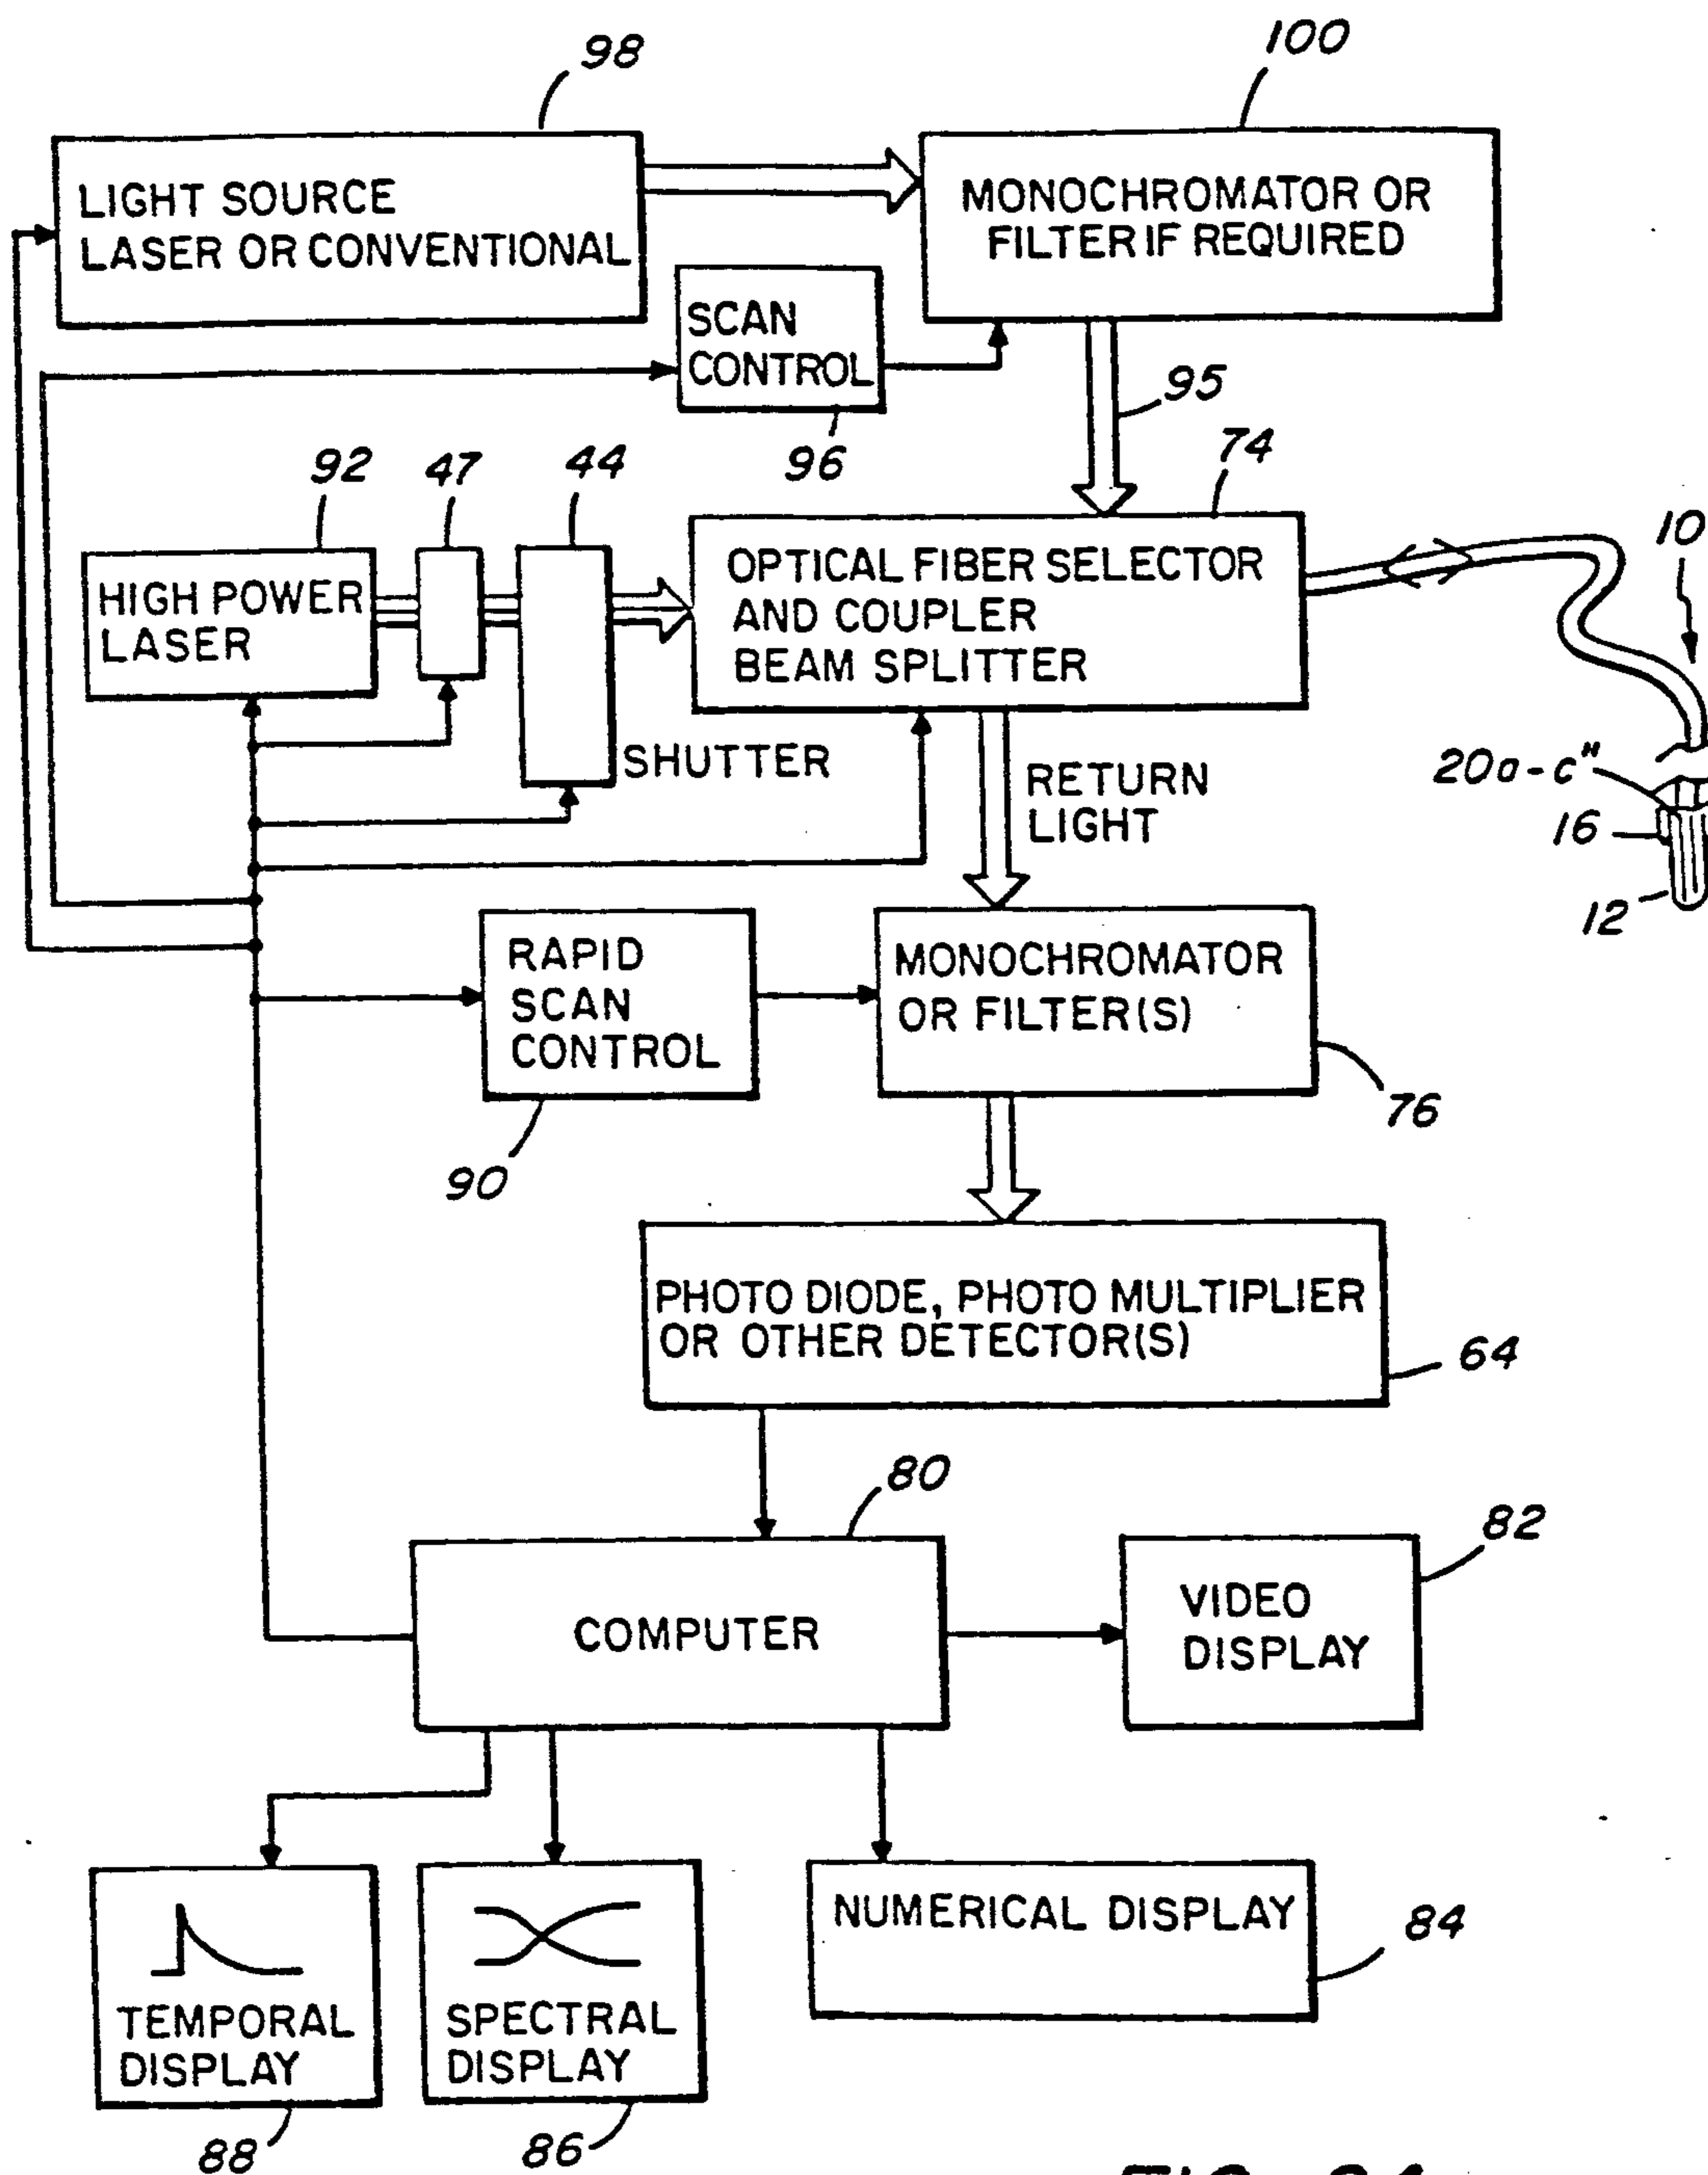 98
100
LIGHT SOURCE
LASER OR CONVENTIONAL
MONOCHROMATOR OR
FILTER IF REQUIRED
SCAN
CONTROL
96
95
74
92
47
44
HIGH POWER
LASER
SHUTTER
OPTICAL FIBER SELECTOR
AND COUPLER
BEAM SPLITTER
10
20a-c"
16
12
RETURN
LIGHT
RAPID
SCAN
CONTROL
90
MONOCHROMATOR
OR FILTER(S)
76
PHOTO DIODE, PHOTO MULTIPLIER
OR OTHER DETECTOR(S)
64
80
COMPUTER
82
VIDEO
DISPLAY
TEMPORAL
DISPLAY
88
SPECTRAL
DISPLAY
86
NUMERICAL DISPLAY
84